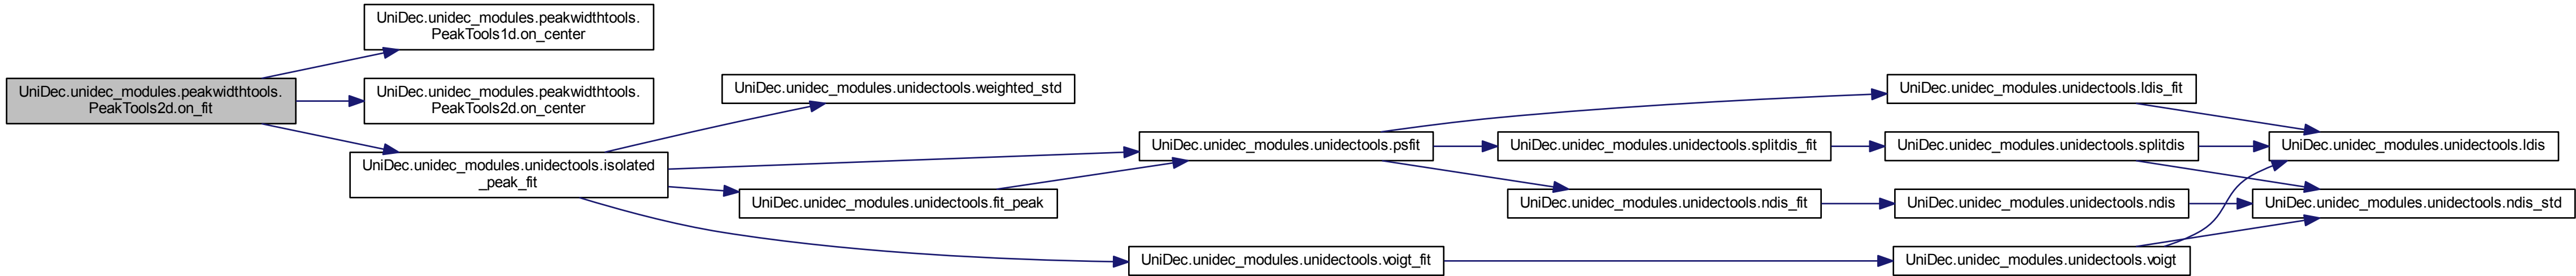 UniDec.unidec_modules.peakwidthtools.
PeakTools2d.on_fit
UniDec.unidec_modules.peakwidthtools.
PeakTools1d.on_center
UniDec.unidec_modules.peakwidthtools.
PeakTools2d.on_center
UniDec.unidec_modules.unidectools.isolated
_peak_fit
UniDec.unidec_modules.unidectools.weighted_std
UniDec.unidec_modules.unidectools.fit_peak
UniDec.unidec_modules.unidectools.psfit
UniDec.unidec_modules.unidectools.voigt_fit
UniDec.unidec_modules.unidectools.splitdis_fit
UniDec.unidec_modules.unidectools.ndis_fit
UniDec.unidec_modules.unidectools.ldis_fit
UniDec.unidec_modules.unidectools.splitdis
UniDec.unidec_modules.unidectools.ndis
UniDec.unidec_modules.unidectools.voigt
UniDec.unidec_modules.unidectools.ldis
UniDec.unidec_modules.unidectools.ndis_std